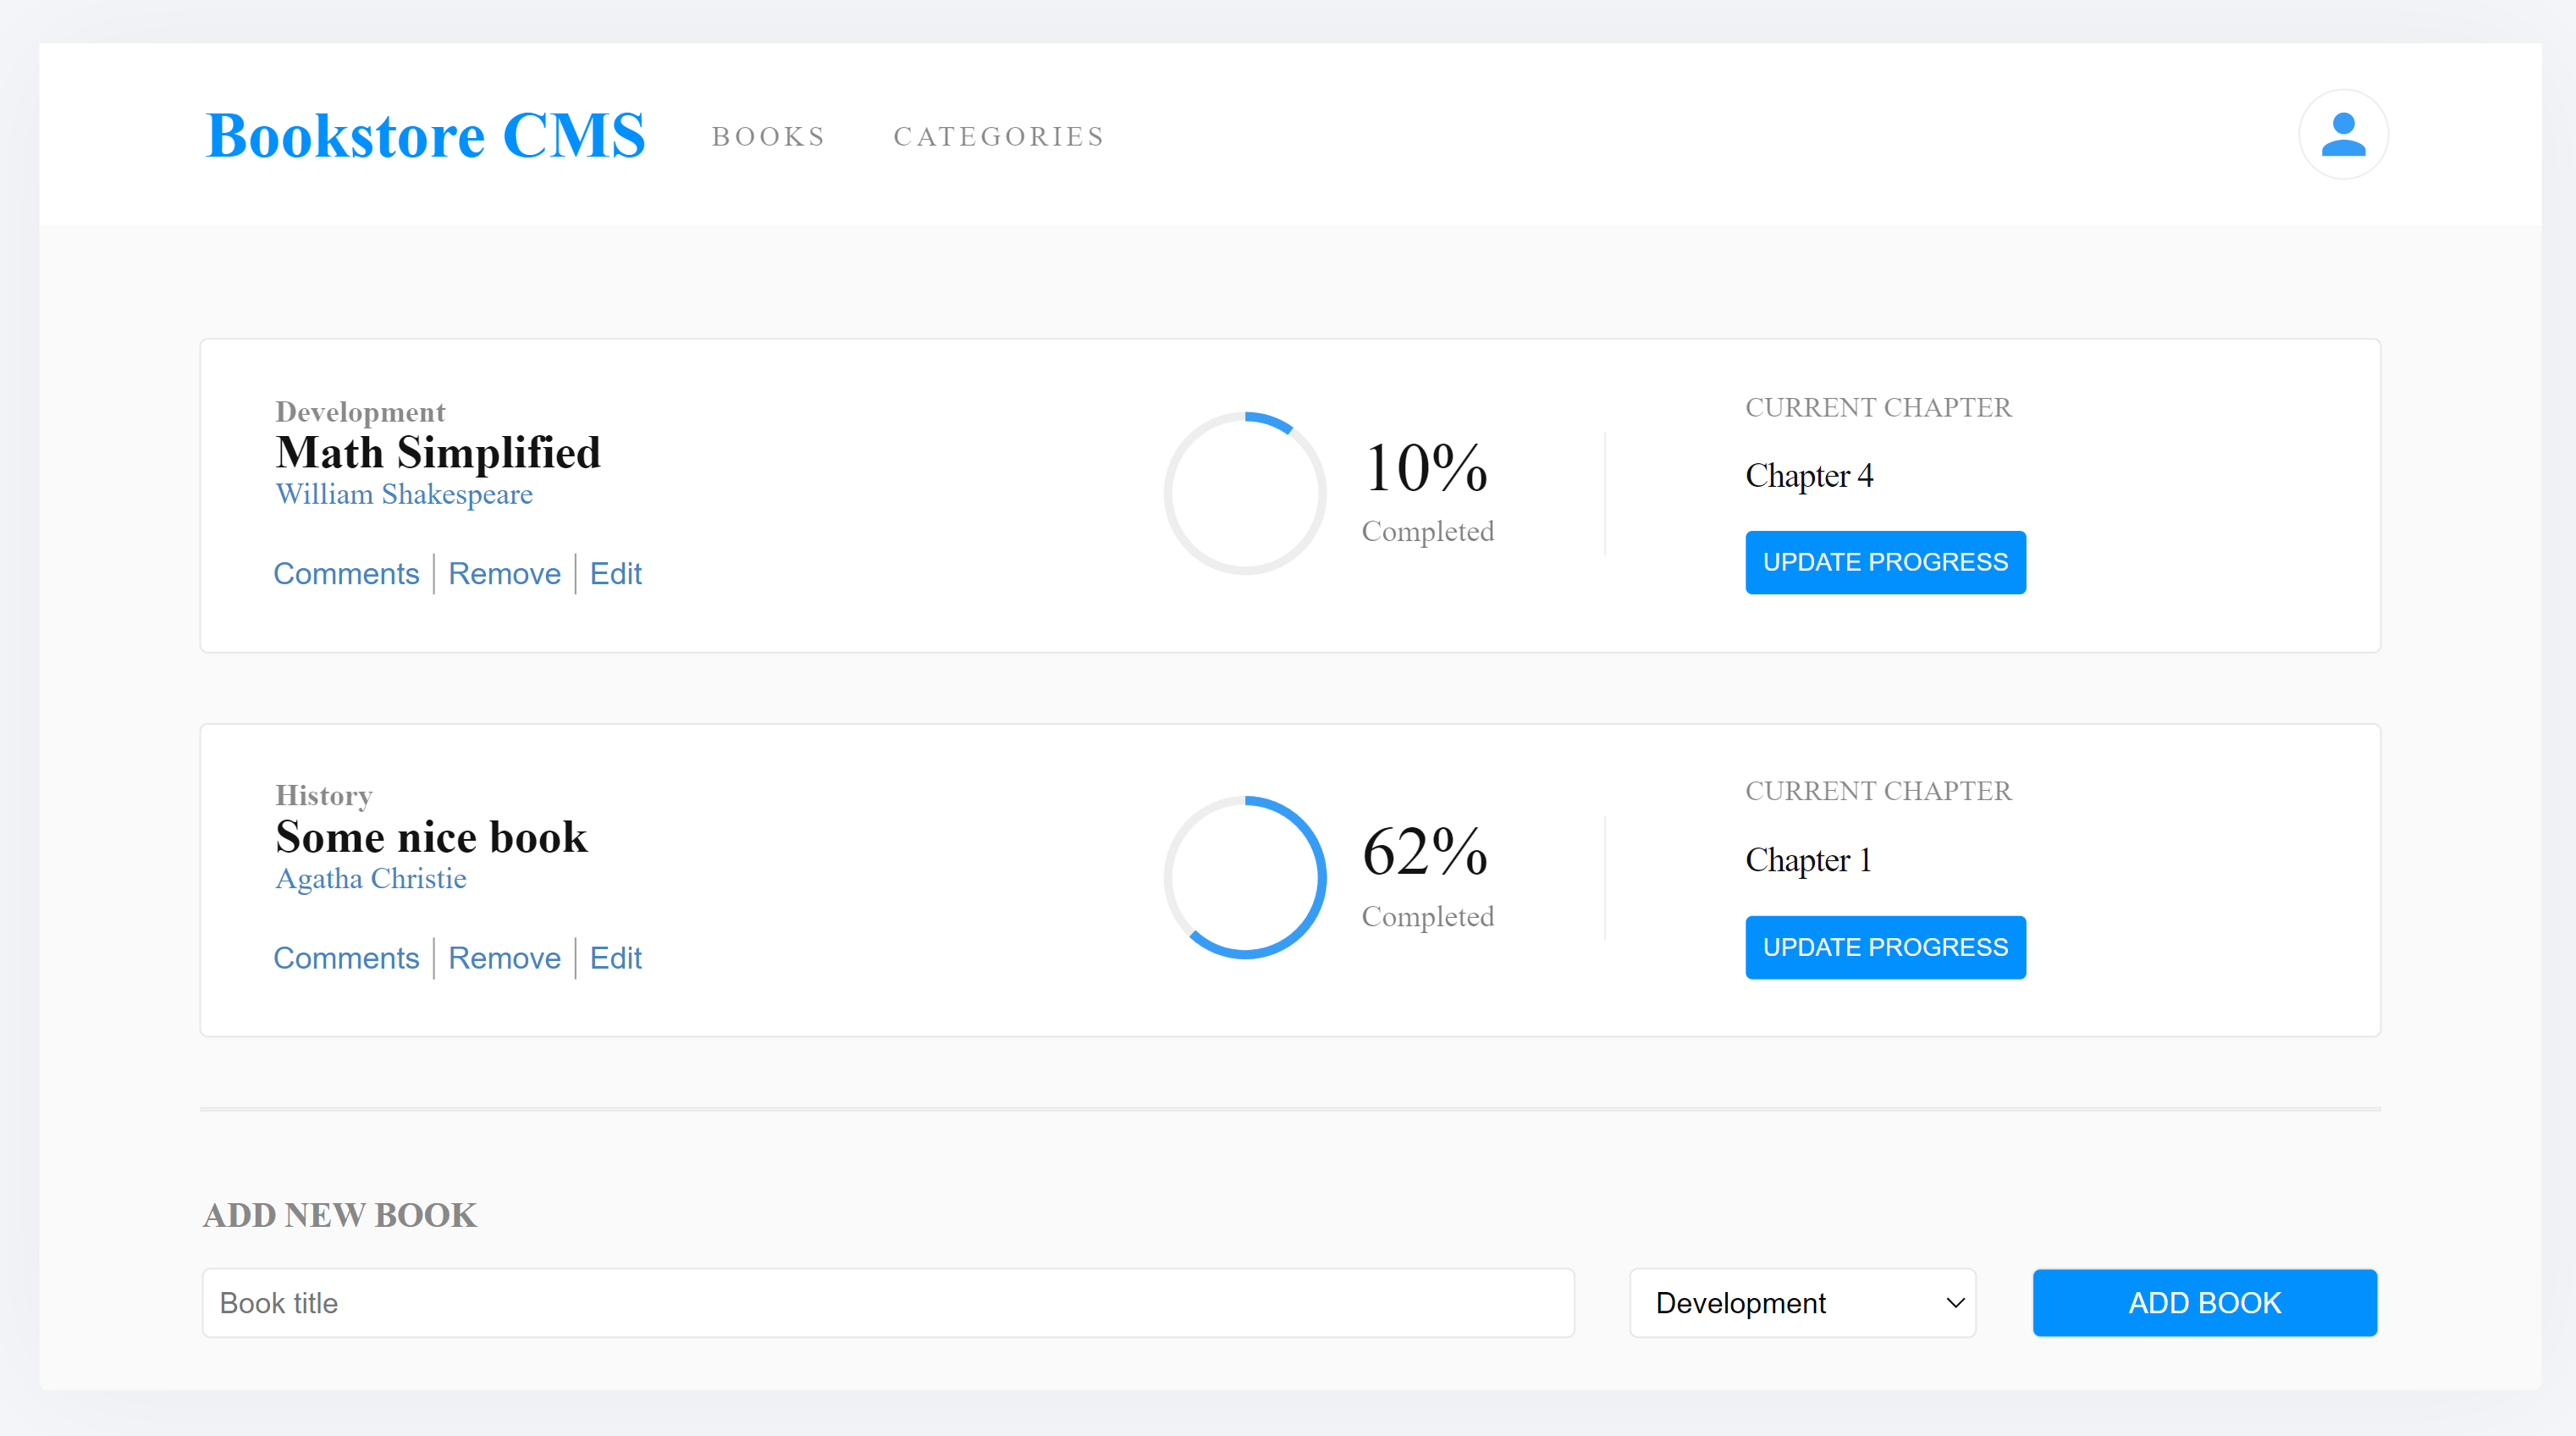 Bookstore CMS BOOKS CATEGORIES
Development
Math Simplified
William Shakespeare
Comments Remove Edit
10%
Completed
CURRENT CHAPTER
Chapter 4
UPDATE PROGRESS
History
Some nice book
Agatha Christie
Comments Remove Edit
62%
Completed
CURRENT CHAPTER
Chapter 1
UPDATE PROGRESS
ADD NEW BOOK
Book title Development ADD BOOK